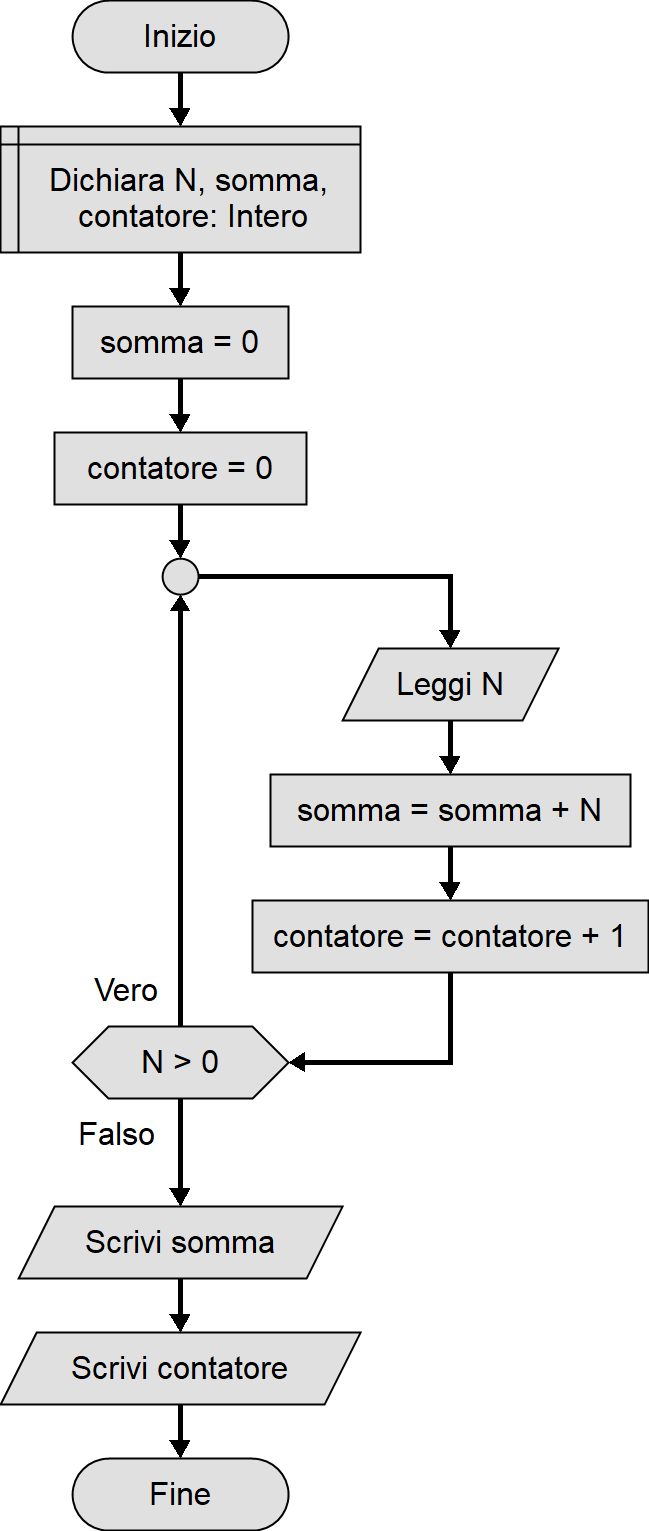 Inizio
Dichiara N, somma,
contatore: Intero
somma = 0
contatore = 0
Leggi N
somma = somma + N
contatore = contatore + 1
Vero
N > 0
Falso
Scrivi somma
Scrivi contatore
Fine